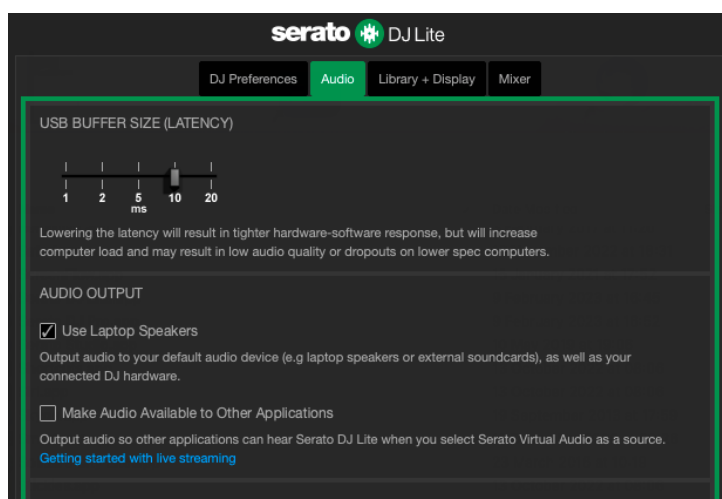 serato DJ Lite
DJ Preferences Audio Library + Display Mixer
USB BUFFER SIZE (LATENCY)
1 2 5 10 20
ms
Lowering the latency will result in tighter hardware-software response, but will increase
computer load and may result in low audio quality or dropouts on lower spec computers.
AUDIO OUTPUT
Use Laptop Speakers
Output audio to your default audio device (e.g laptop speakers or external soundcards), as well as your
connected DJ hardware.
Make Audio Available to Other Applications
Output audio so other applications can hear Serato DJ Lite when you select Serato Virtual Audio as a source.
Getting started with live streaming